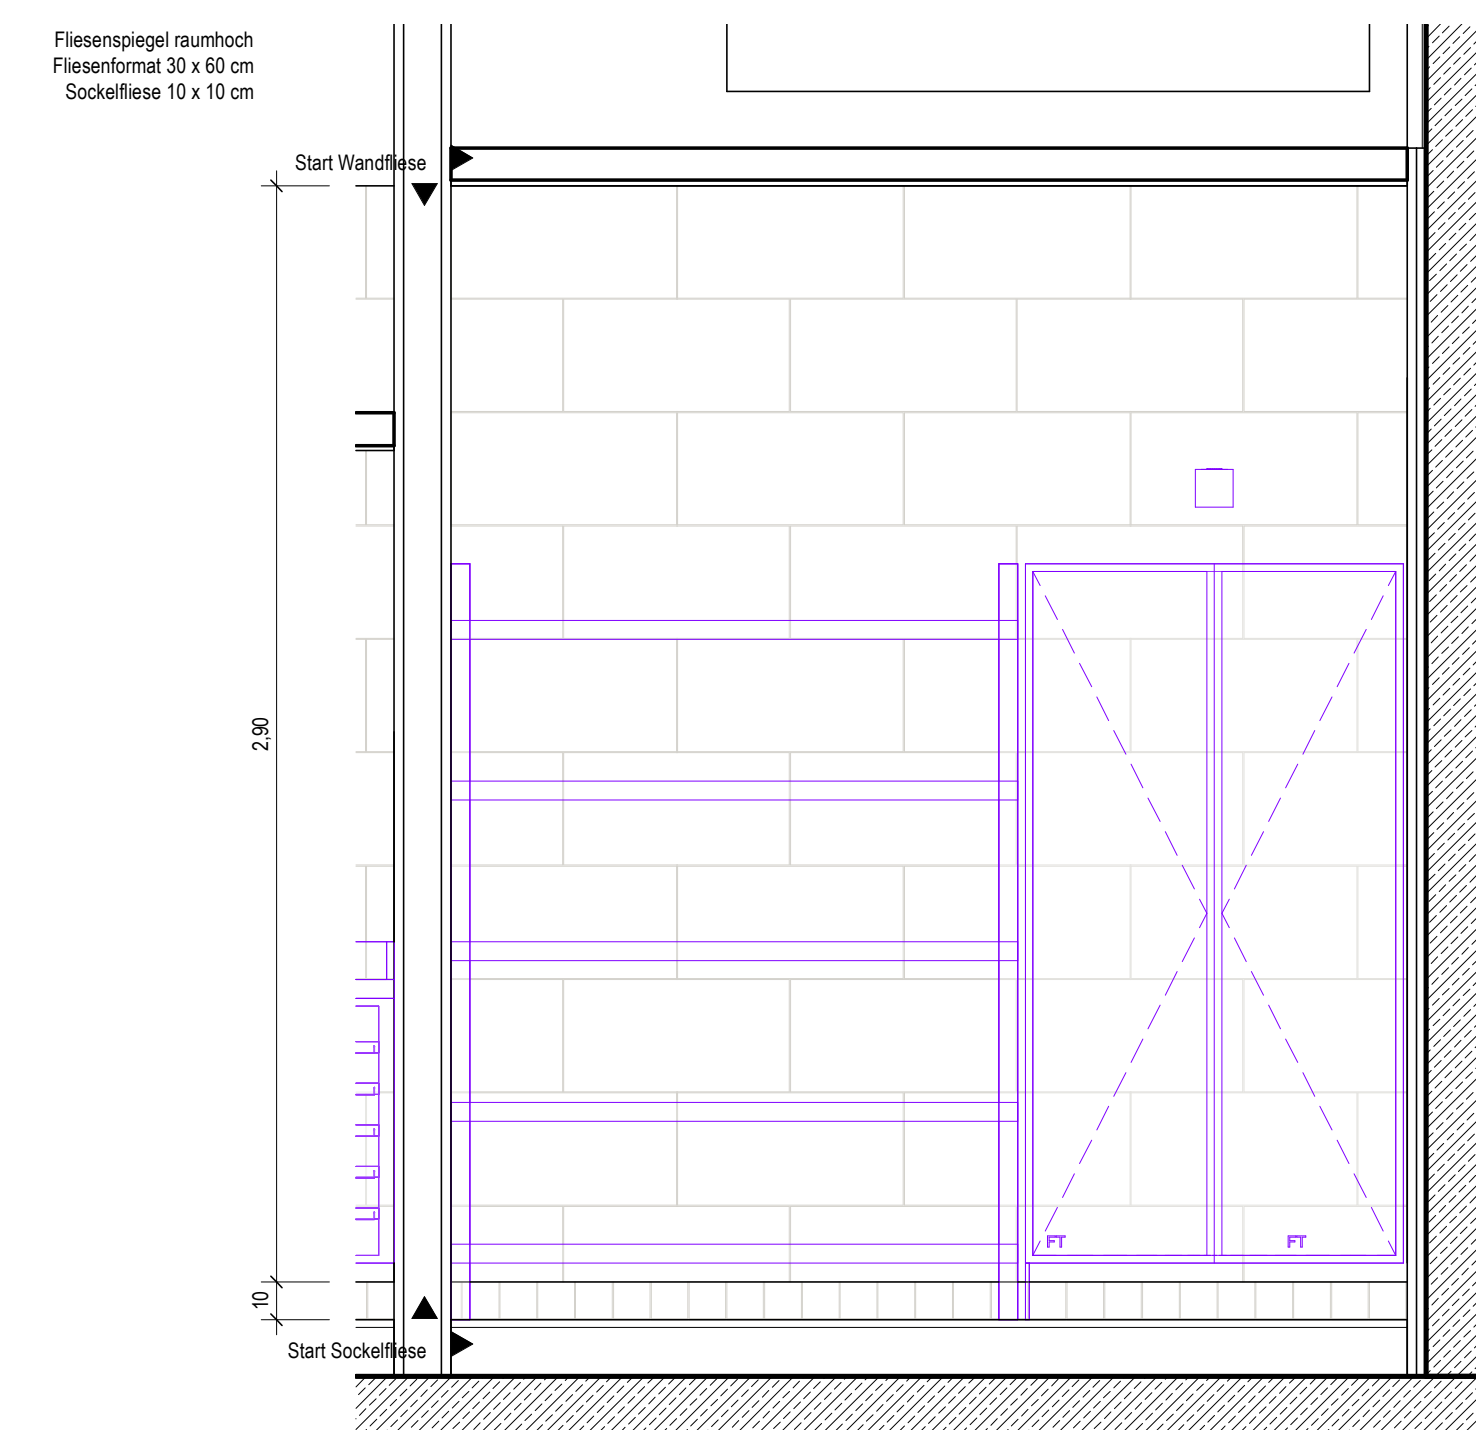 Fliesenspiegel raumhoch
Fliesenformat 30 x 60 cm
Sockelfliese 10 x 10 cm
Start Wandfliese
2,90
FT FT
10
Start Sockelfliese